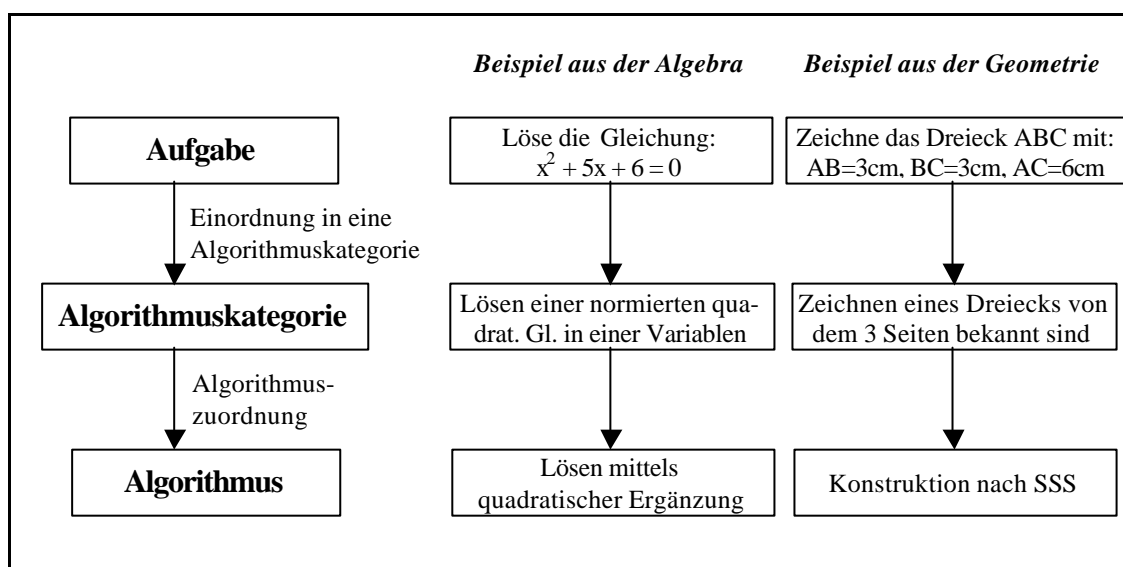 Beispiel aus der Algebra
Beispiel aus der Geometrie
Aufgabe
Löse die Gleichung:
x² + 5x + 6 = 0
Zeichne das Dreieck ABC mit:
AB=3cm, BC=3cm, AC=6cm
Einordnung in eine
Algorithmuskategorie
Algorithmuskategorie
Lösen einer normierten qua-
drat. Gl. in einer Variablen
Zeichnen eines Dreiecks von
dem 3 Seiten bekannt sind
Algorithmus-
zuordnung
Algorithmus
Lösen mittels
quadratischer Ergänzung
Konstruktion nach SSS